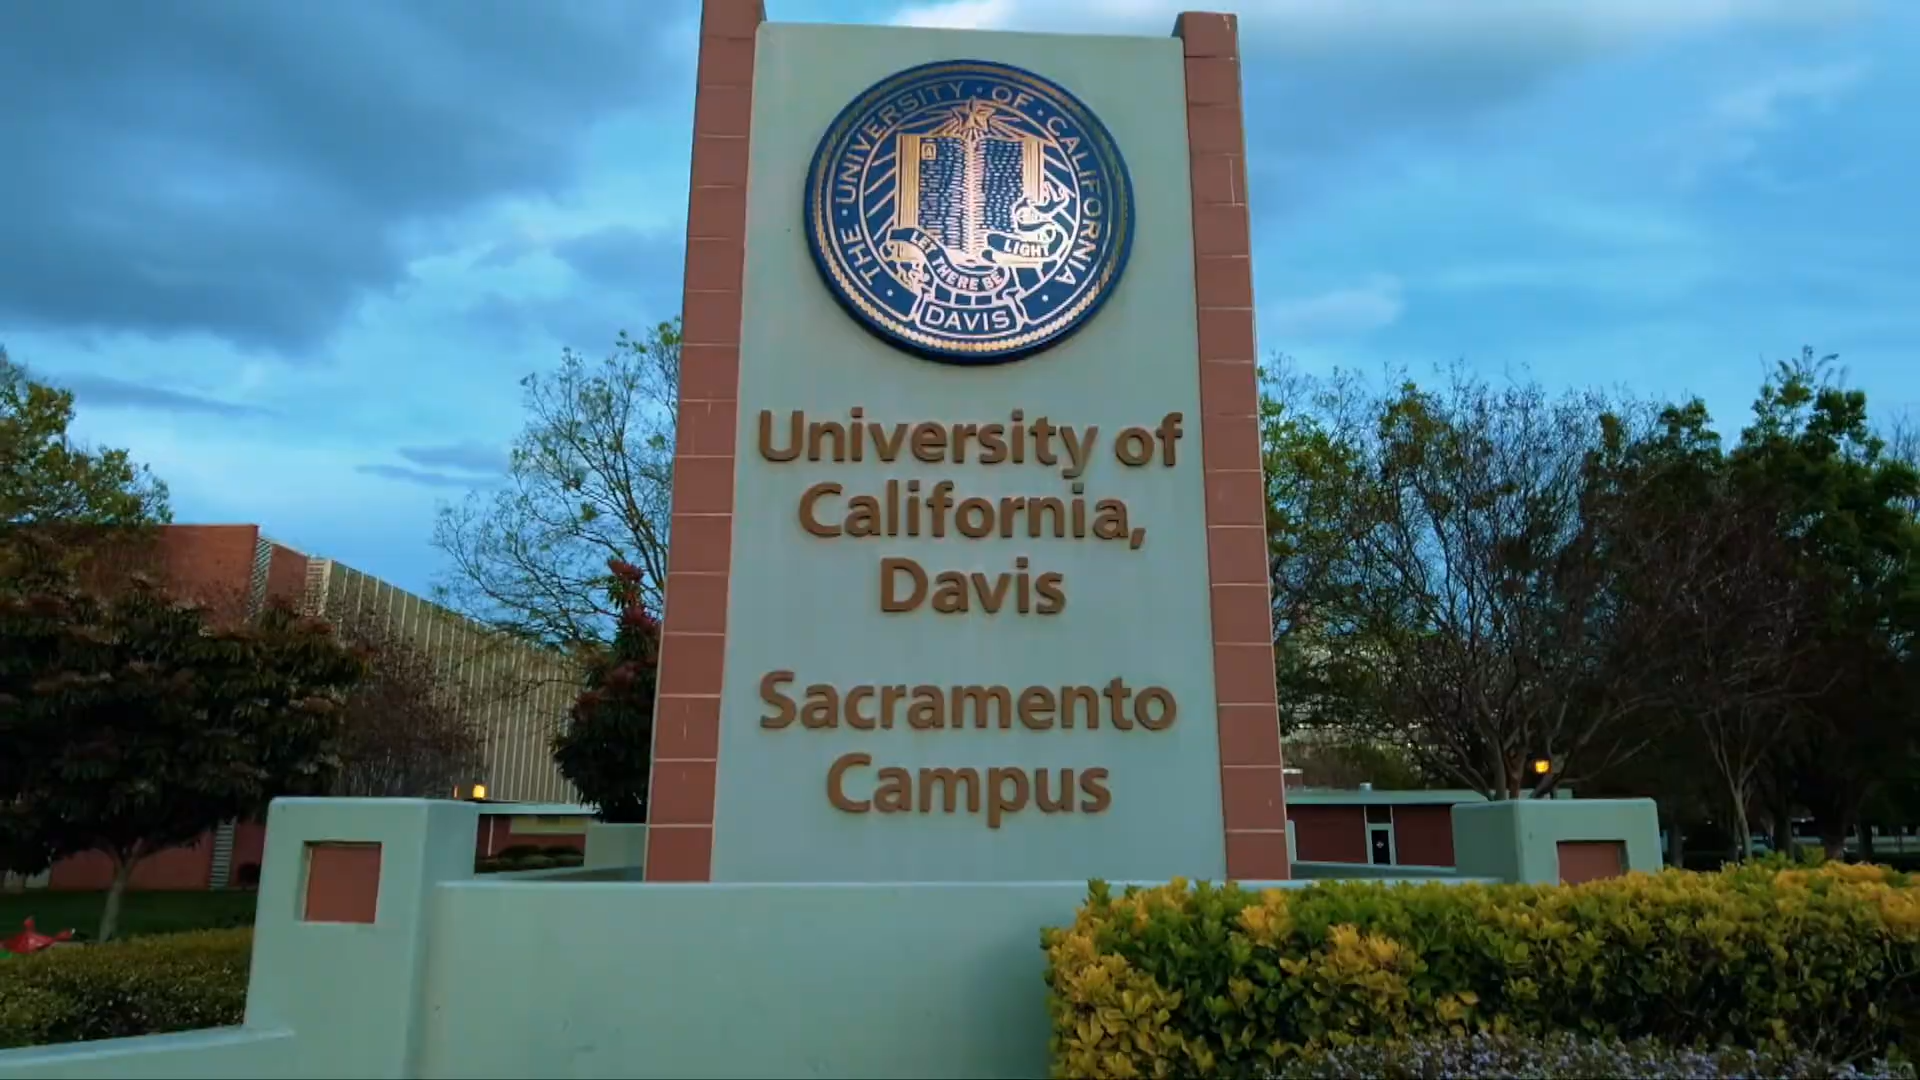 THE · UNIVERSITY · OF · CALIFORNIA
LET THERE BE LIGHT
DAVIS
University of
California,
Davis
Sacramento
Campus